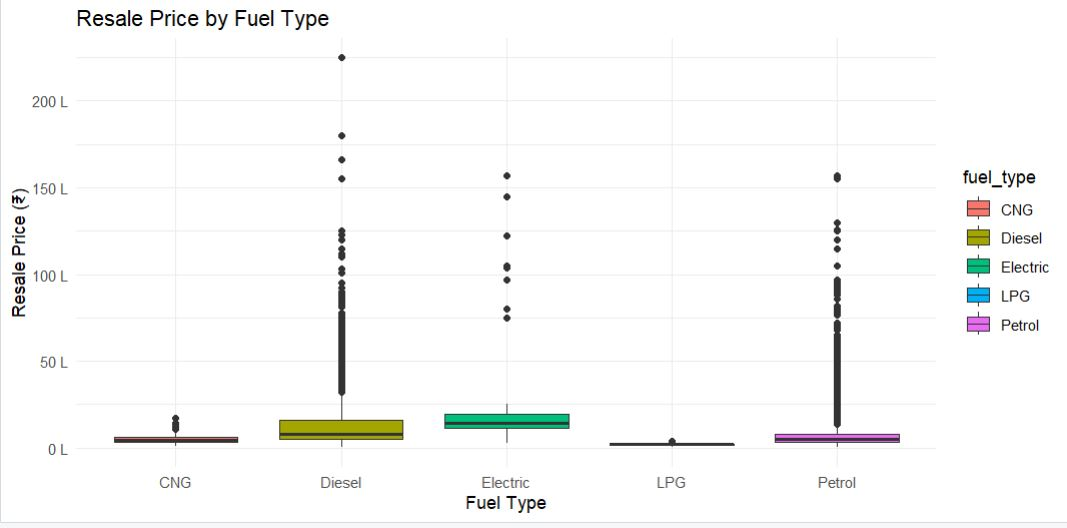 Resale Price by Fuel Type
Resale Price (₹)
200 L
150 L
100 L
50 L
0 L
CNG
Diesel
Electric
LPG
Petrol
Fuel Type
fuel_type
CNG
Diesel
Electric
LPG
Petrol